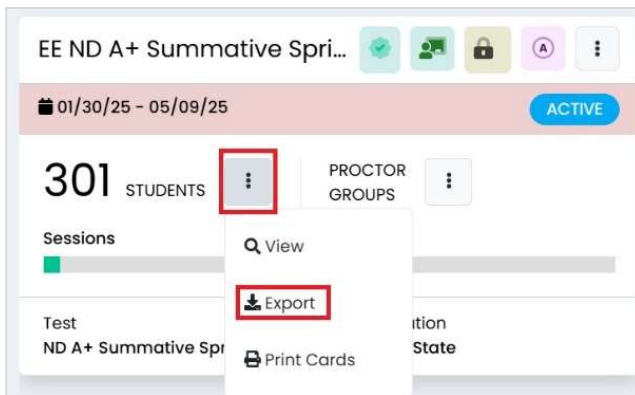 EE ND A+ Summative Spri... A
01/30/25 - 05/09/25 ACTIVE
301 STUDENTS PROCTOR GROUPS
Sessions
View
Export
Print Cards
Test
ND A+ Summative Spr
ation
State